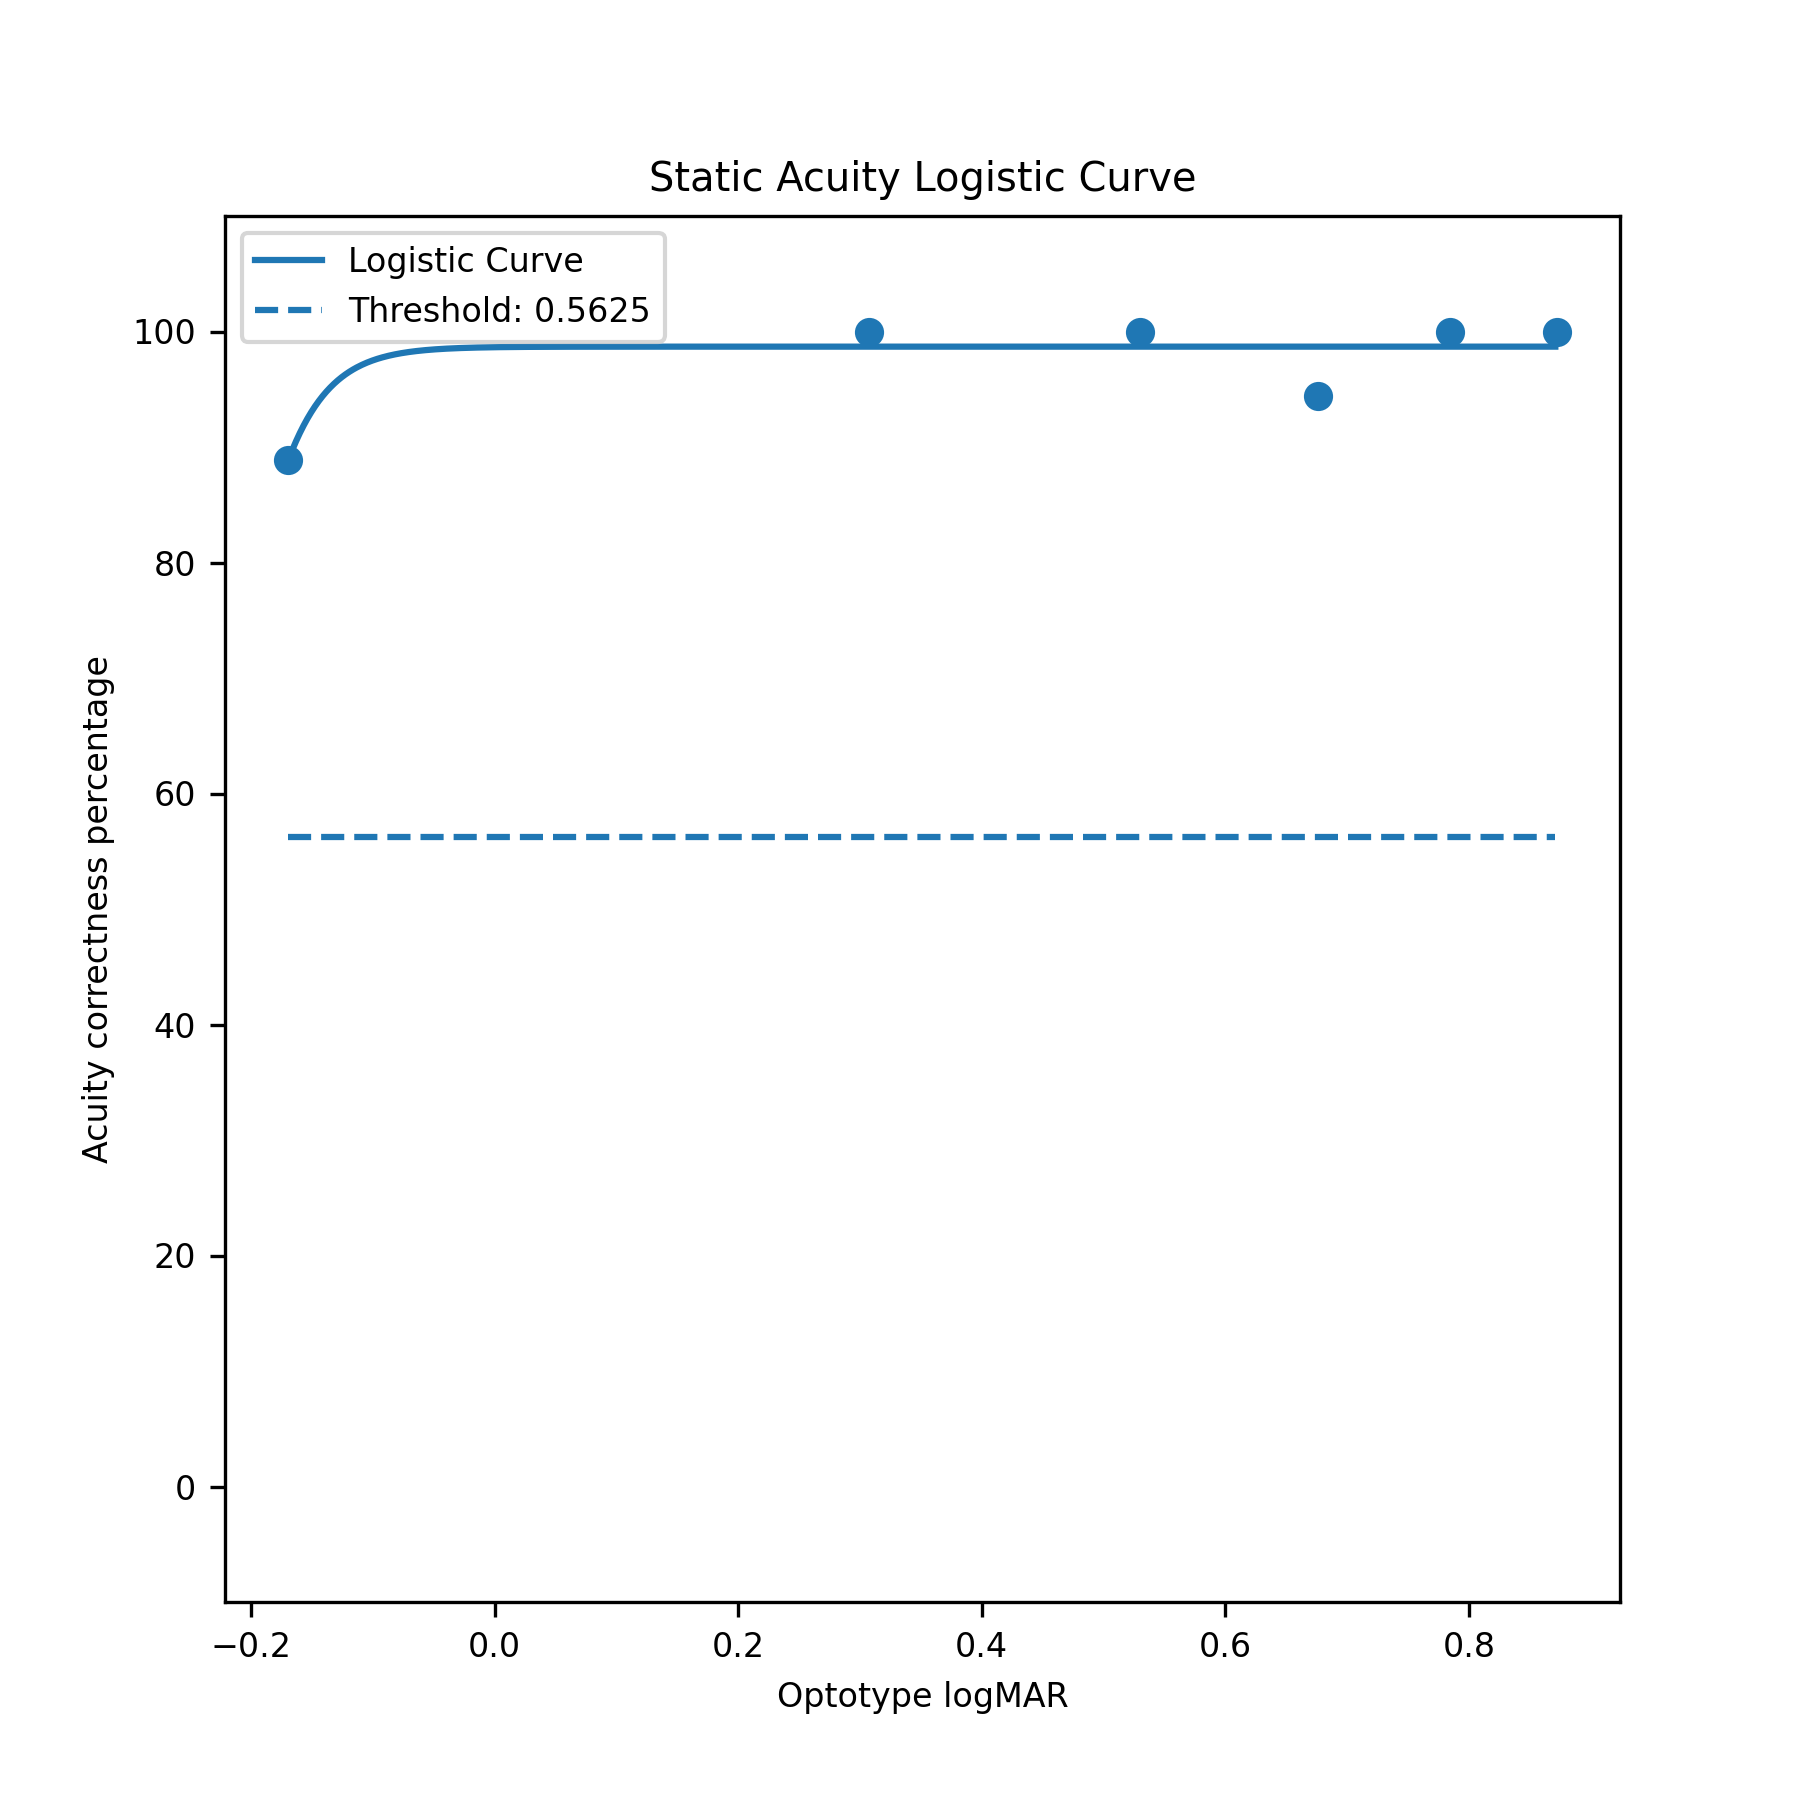 Static Acuity Logistic Curve
Logistic Curve
Threshold: 0.5625
100
80
60
40
20
0
Acuity correctness percentage
−0.2 0.0 0.2 0.4 0.6 0.8
Optotype logMAR